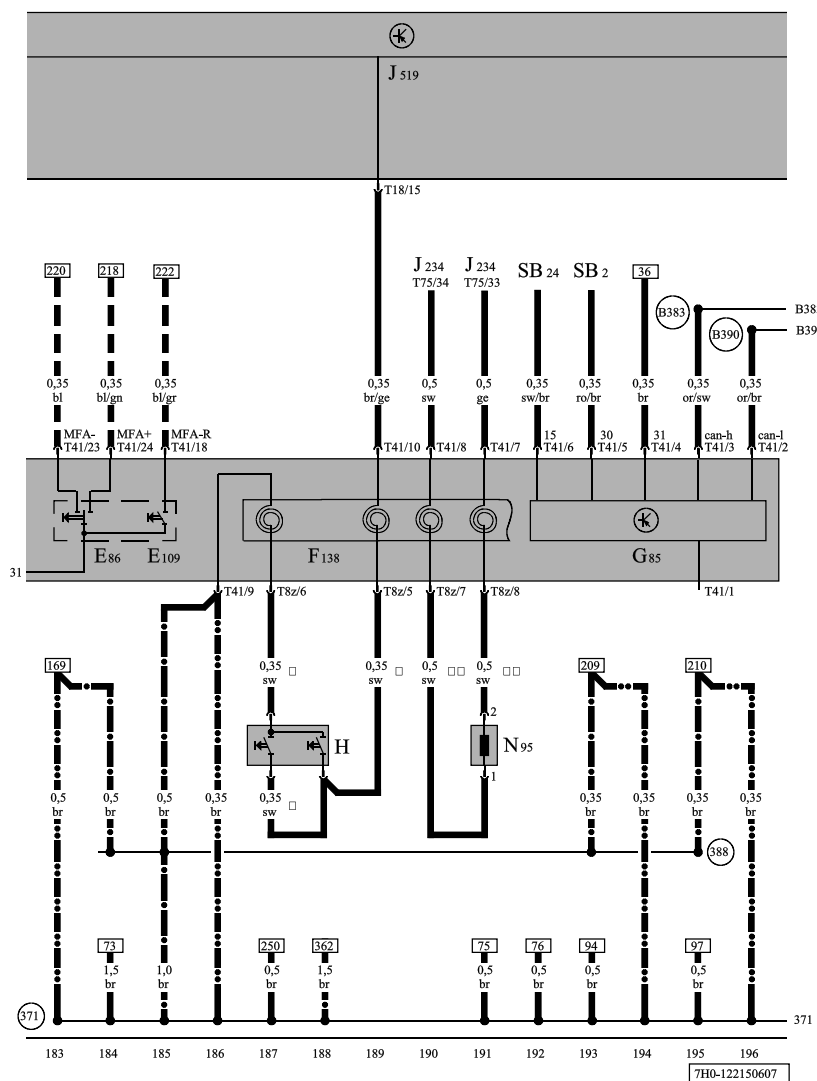 J 519
T18/15
220
218
222
J 234
T75/34
J 234
T75/33
SB 24
SB 2
36
B383
B38
B390
B39
0,35
bl
0,35
bl/gn
0,35
bl/gr
0,35
br/ge
0,5
sw
0,5
ge
0,35
sw/br
0,35
ro/br
0,35
br
0,35
or/sw
0,35
or/br
MFA-
T41/23
MFA+
T41/24
MFA-R
T41/18
T41/10
T41/8
T41/7
15
T41/6
30
T41/5
31
T41/4
can-h
T41/3
can-l
T41/2
E86
E109
F138
G85
31
T41/9
T8z/6
T8z/5
T8z/7
T8z/8
T41/1
169
0,35
sw
0,35
sw
0,5
sw
0,5
sw
209
210
2
H
N95
1
0,5
br
0,5
br
0,5
br
0,35
br
0,35
sw
0,35
br
0,35
br
0,35
br
0,35
br
388
73
250
362
75
76
94
97
1,5
br
1,0
br
0,5
br
1,5
br
0,5
br
0,5
br
0,5
br
0,5
br
371
371
183 184 185 186 187 188 189 190 191 192 193 194 195 196
7H0-122150607